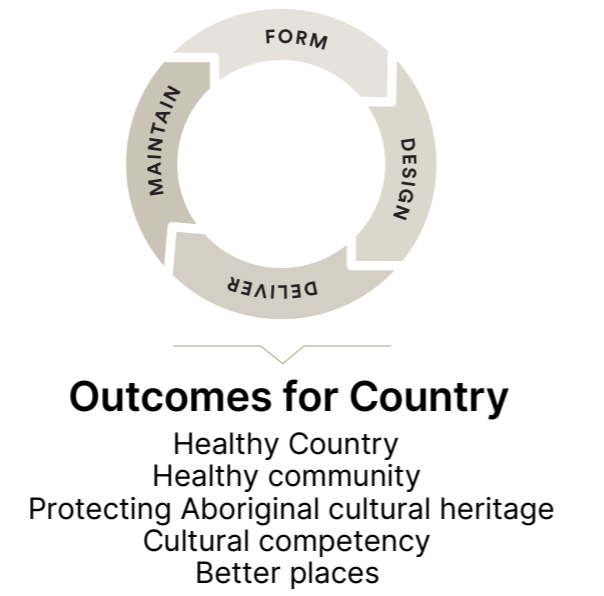 FORM
DESIGN
DELIVER
MAINTAIN
Outcomes for Country
Healthy Country
Healthy community
Protecting Aboriginal cultural heritage
Cultural competency
Better places